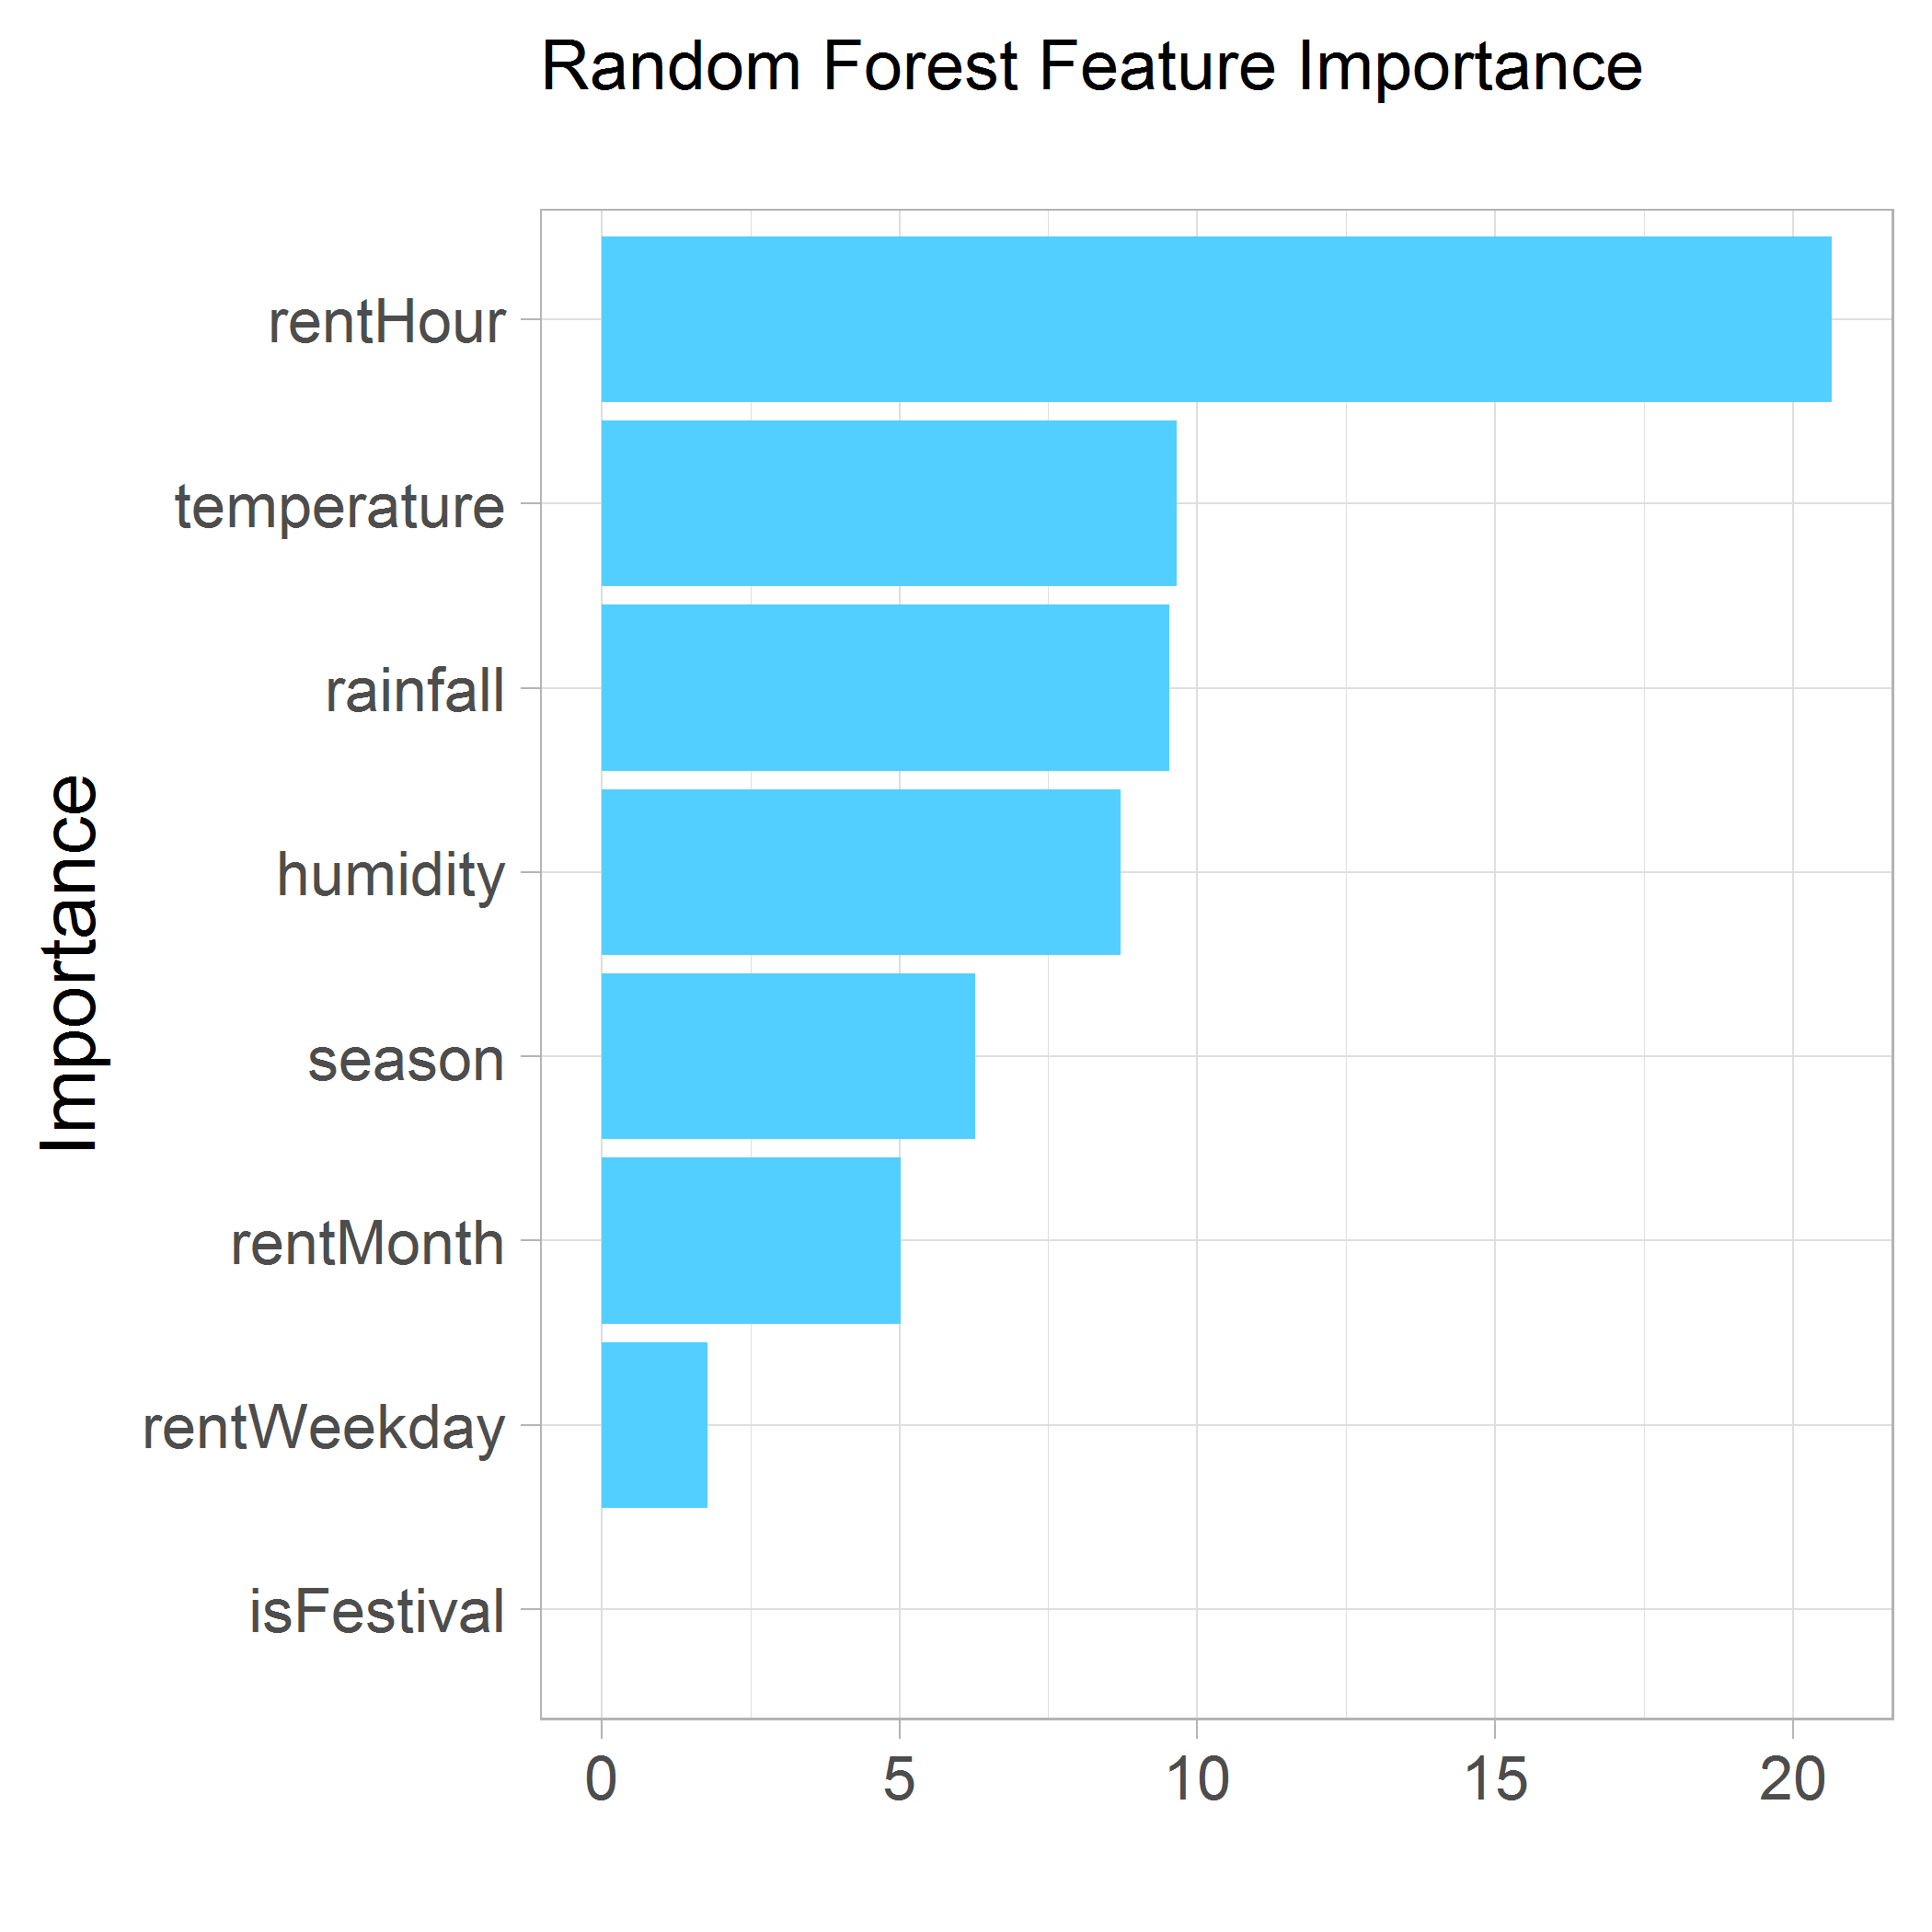 Random Forest Feature Importance
Importance
rentHour
temperature
rainfall
humidity
season
rentMonth
rentWeekday
isFestival
0 5 10 15 20